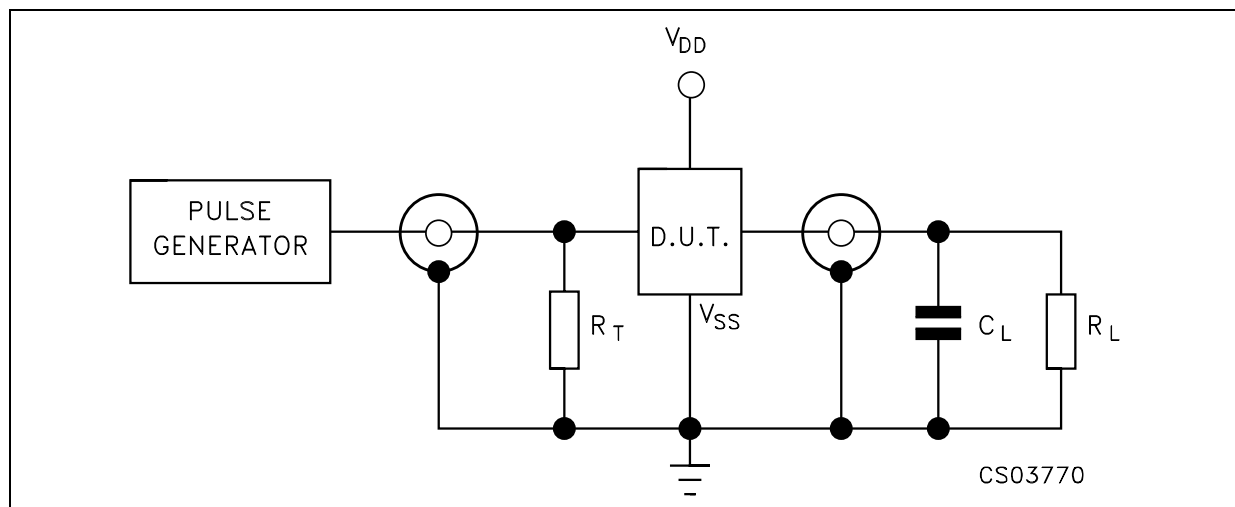 VDD
PULSE
GENERATOR
D.U.T.
VSS
RT
CL
RL
CS03770